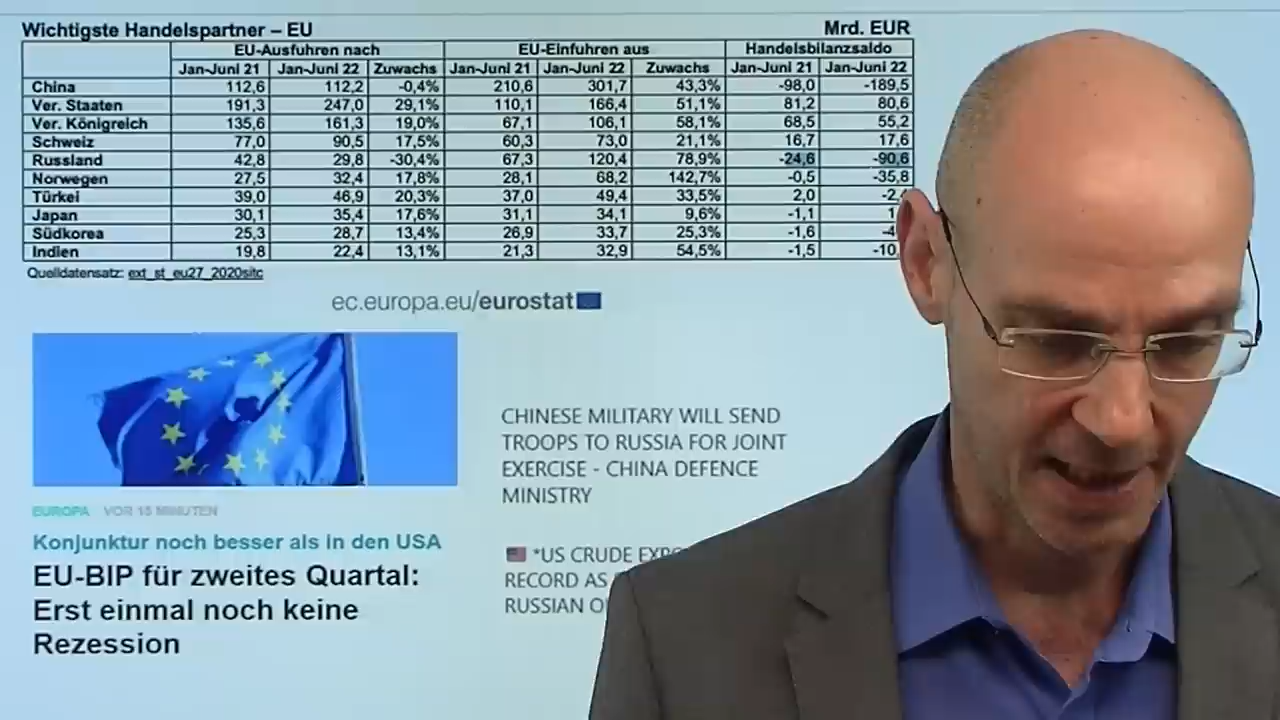 Wichtigste Handelspartner – EU Mrd. EUR
EU-Ausfuhren nach EU-Einfuhren aus Handelsbilanzsaldo
Jan-Juni 21 Jan-Juni 22 Zuwachs Jan-Juni 21 Jan-Juni 22 Zuwachs Jan-Juni 21 Jan-Juni 22
China 112,6 112,2 -0,4% 210,6 301,7 43,3% -98,0 -189,5
Ver. Staaten 191,3 247,0 29,1% 110,1 166,4 51,1% 81,2 80,6
Ver. Königreich 135,6 161,3 19,0% 67,1 106,1 58,1% 68,5 55,2
Schweiz 77,0 90,5 17,5% 60,3 73,0 21,1% 16,7 17,6
Russland 42,8 29,8 -30,4% 67,3 120,4 78,9% -24,6 -90,6
Norwegen 27,5 32,4 17,8% 28,1 68,2 142,7% -0,5 -35,8
Türkei 39,0 46,9 20,3% 37,0 49,4 33,5% 2,0
Japan 30,1 35,4 17,6% 31,1 34,1 9,6% -1,1
Südkorea 25,3 28,7 13,4% 26,9 33,7 25,3% -1,6
Indien 19,8 22,4 13,1% 21,3 32,9 54,5% -1,5
Quelldatensatz: ext_st_eu27_2020sitc
ec.europa.eu/eurostat
EUROPA VOR 15 MINUTEN
Konjunktur noch besser als in den USA
EU-BIP für zweites Quartal:
Erst einmal noch keine
Rezession
CHINESE MILITARY WILL SEND
TROOPS TO RUSSIA FOR JOINT
EXERCISE - CHINA DEFENCE
MINISTRY
*US CRUDE
RECORD AS
RUSSIAN